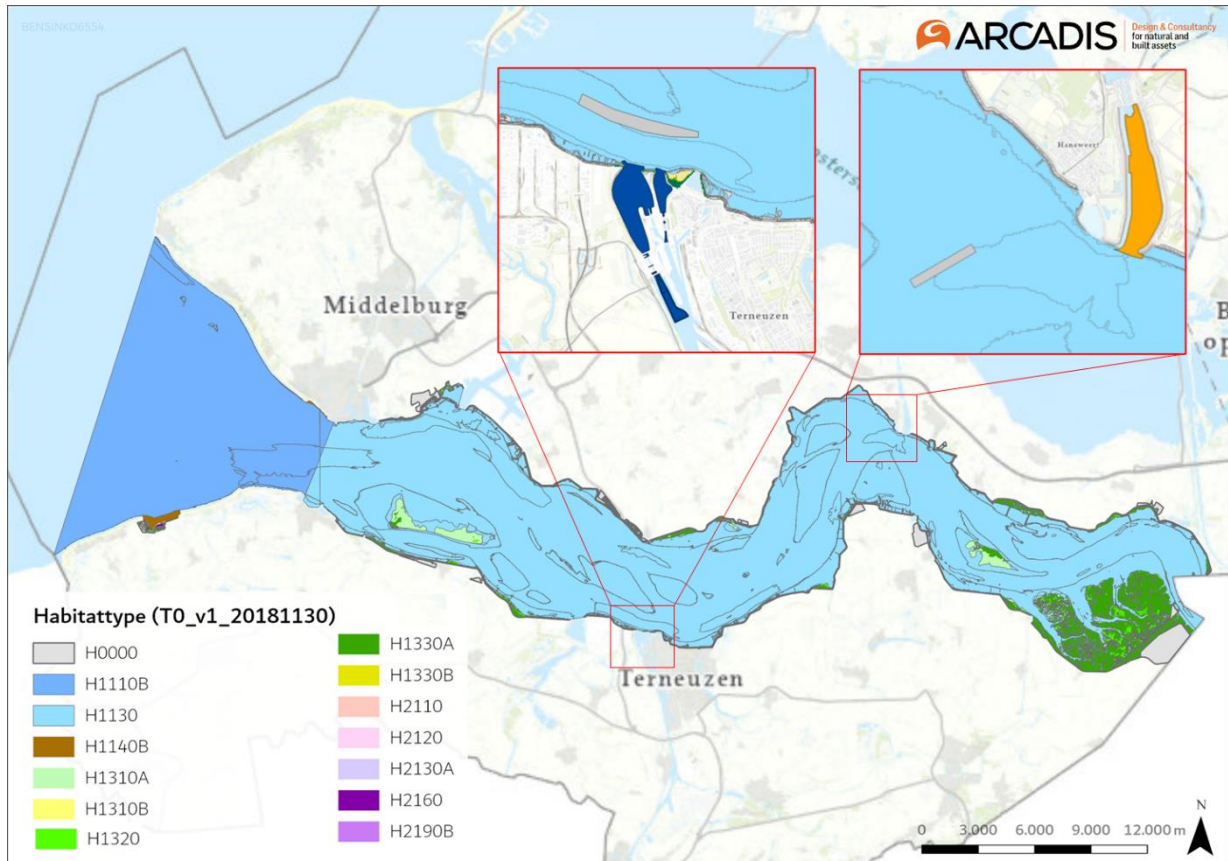 BENSINKD6554
ARCADIS
Design & Consultancy
for natural and
built assets
Hansweert
Middelburg
Terneuzen
Terneuzen
Habitattype (T0_v1_20181130)
H0000
H1110B
H1130
H1140B
H1310A
H1310B
H1320
H1330A
H1330B
H2110
H2120
H2130A
H2160
H2190B
N
0 3.000 6.000 9.000 12.000 m